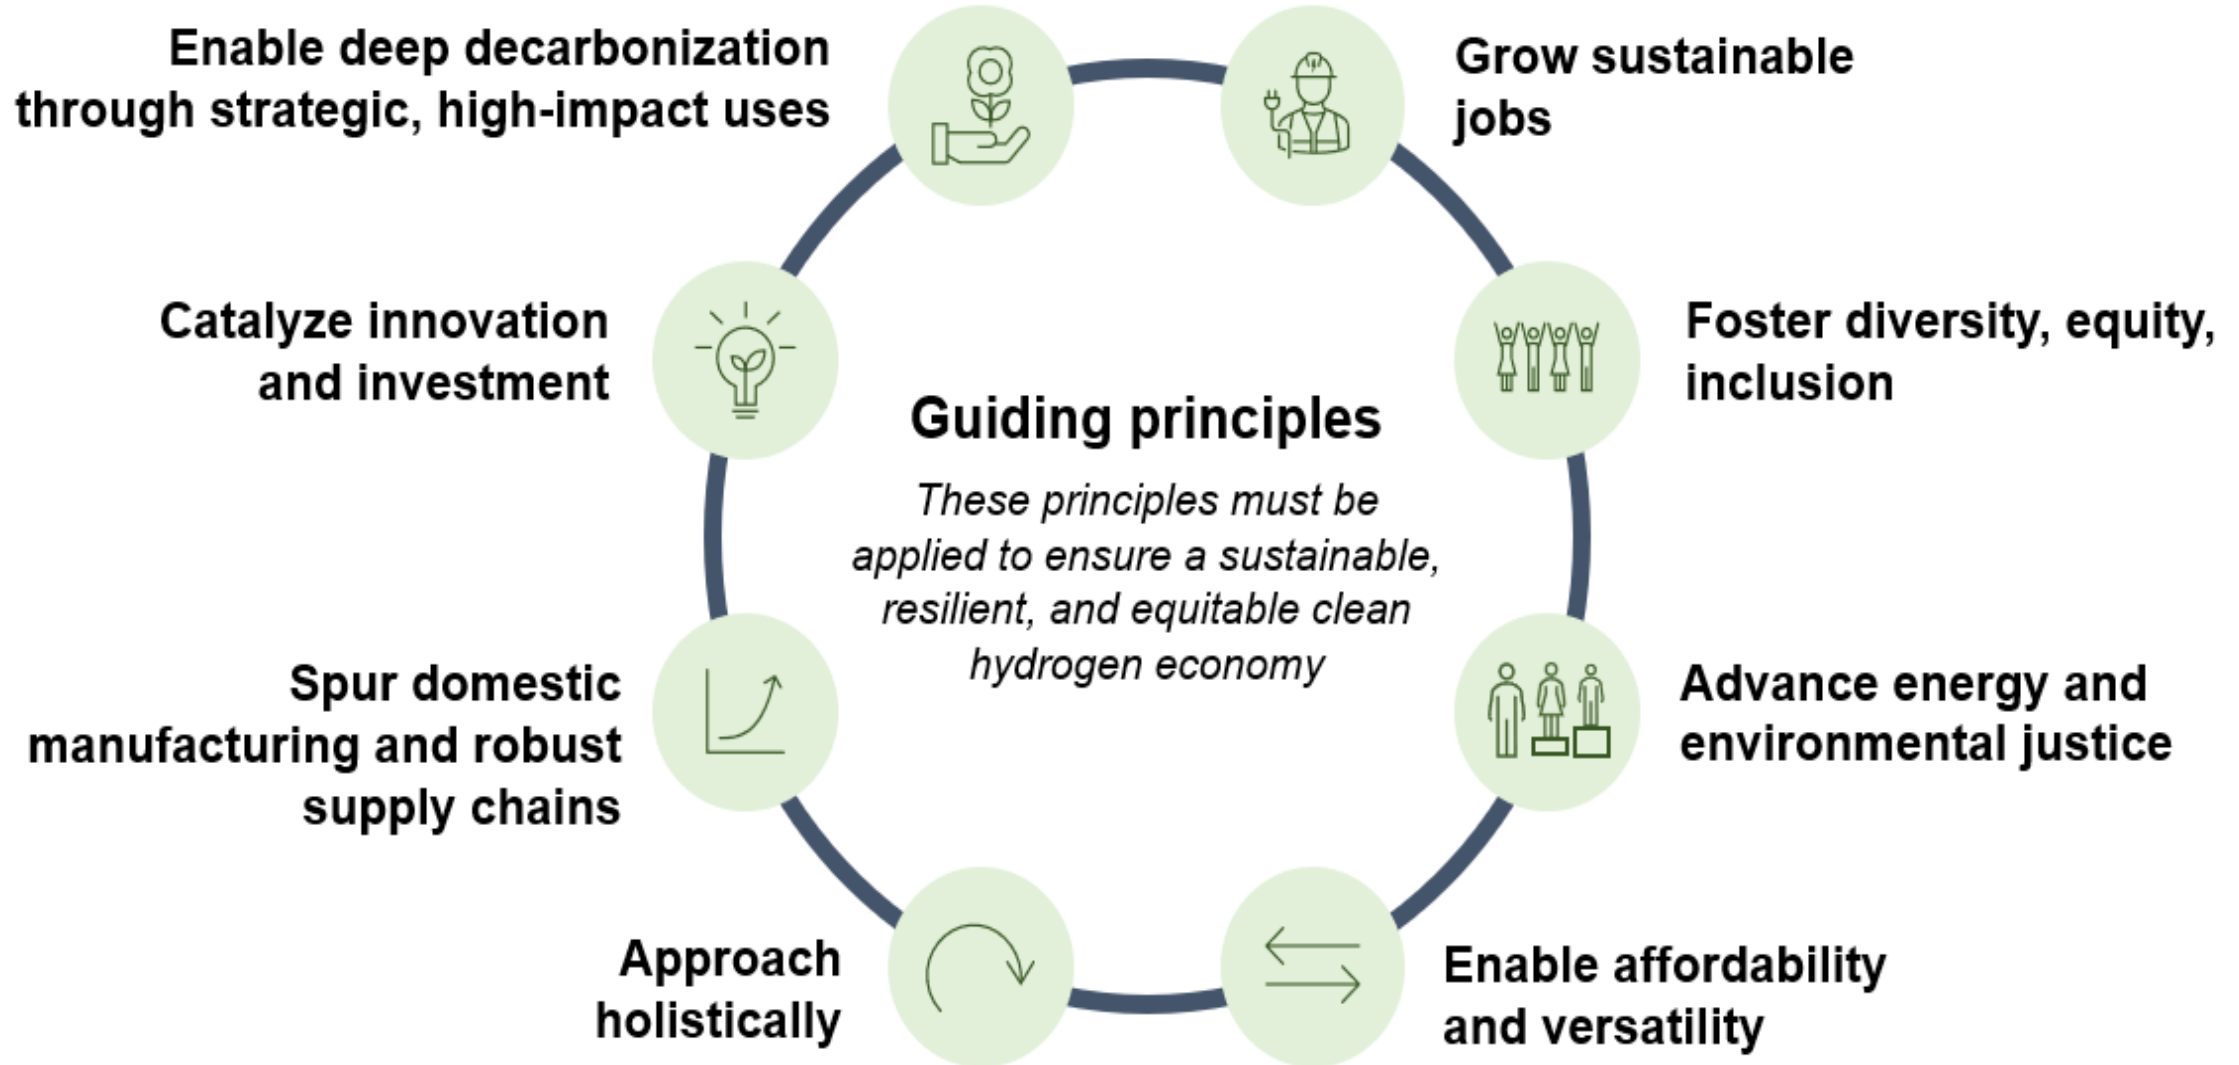 Enable deep decarbonization
through strategic, high-impact uses
Grow sustainable
jobs
Catalyze innovation
and investment
Foster diversity, equity,
inclusion
Guiding principles
These principles must be
applied to ensure a sustainable,
resilient, and equitable clean
hydrogen economy
Spur domestic
manufacturing and robust
supply chains
Advance energy and
environmental justice
Approach
holistically
Enable affordability
and versatility